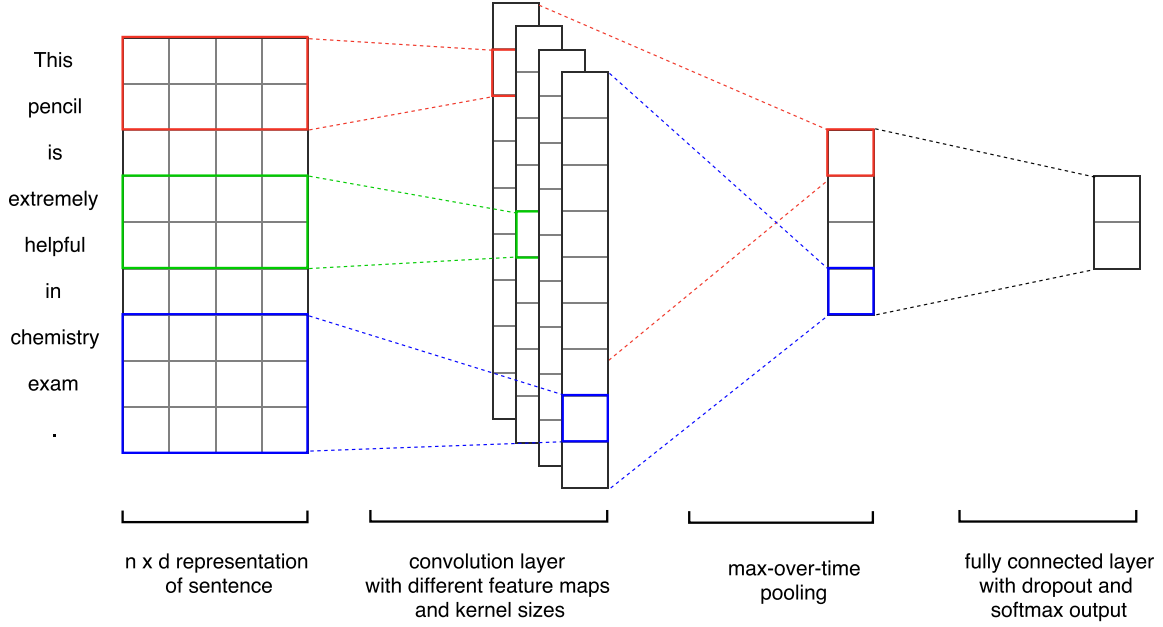 This
pencil
is
extremely
helpful
in
chemistry
exam
.
n x d representation
of sentence
convolution layer
with different feature maps
and kernel sizes
max-over-time
pooling
fully connected layer
with dropout and
softmax output